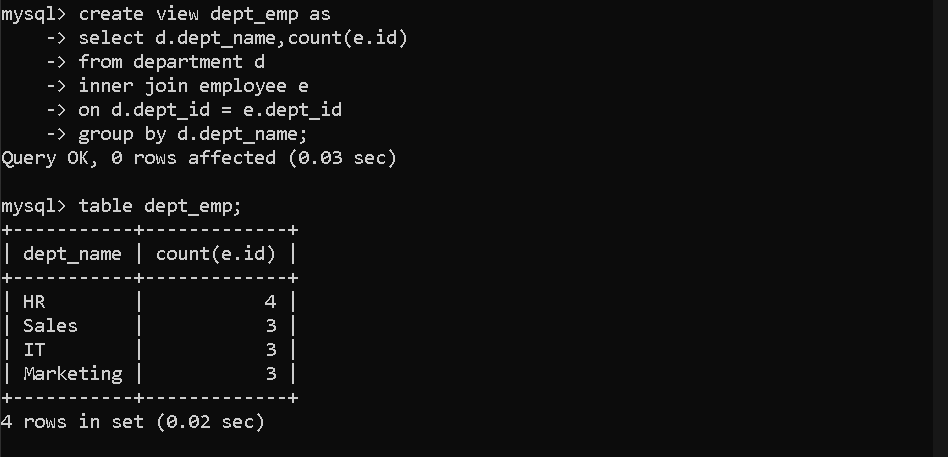 mysql> create view dept_emp as
    -> select d.dept_name,count(e.id)
    -> from department d
    -> inner join employee e
    -> on d.dept_id = e.dept_id
    -> group by d.dept_name;
Query OK, 0 rows affected (0.03 sec)

mysql> table dept_emp;
+-----------+-------------+
| dept_name | count(e.id) |
+-----------+-------------+
| HR        |           4 |
| Sales     |           3 |
| IT        |           3 |
| Marketing |           3 |
+-----------+-------------+
4 rows in set (0.02 sec)